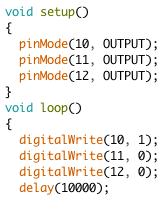 void setup()
{
  pinMode(10, OUTPUT);
  pinMode(11, OUTPUT);
  pinMode(12, OUTPUT);
}
void loop()
{
  digitalWrite(10, 1);
  digitalWrite(11, 0);
  digitalWrite(12, 0);
  delay(10000);